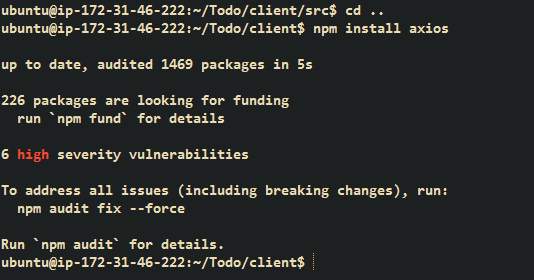 ubuntu@ip-172-31-46-222:~/Todo/client/src$ cd ..
ubuntu@ip-172-31-46-222:~/Todo/client$ npm install axios
up to date, audited 1469 packages in 5s
226 packages are looking for funding
  run `npm fund` for details
6 high severity vulnerabilities
To address all issues (including breaking changes), run:
  npm audit fix --force
Run `npm audit` for details.
ubuntu@ip-172-31-46-222:~/Todo/client$